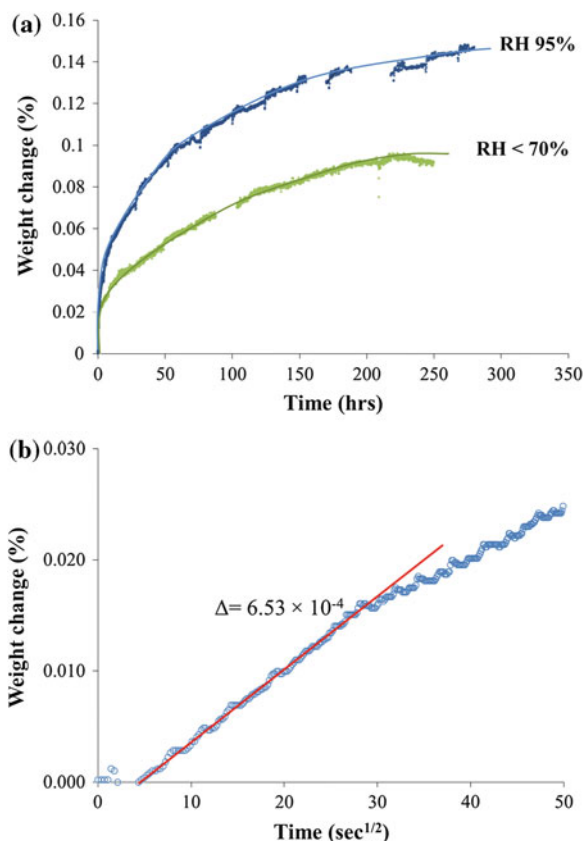 (a)
0.16
0.14
0.12
0.1
0.08
0.06
0.04
0.02
0
Weight change (%)
RH 95%
RH < 70%
0 50 100 150 200 250 300 350
Time (hrs)
(b)
0.030
0.020
0.010
0.000
Weight change (%)
Δ= 6.53 × 10⁻⁴
0 10 20 30 40 50
Time (sec¹/²)